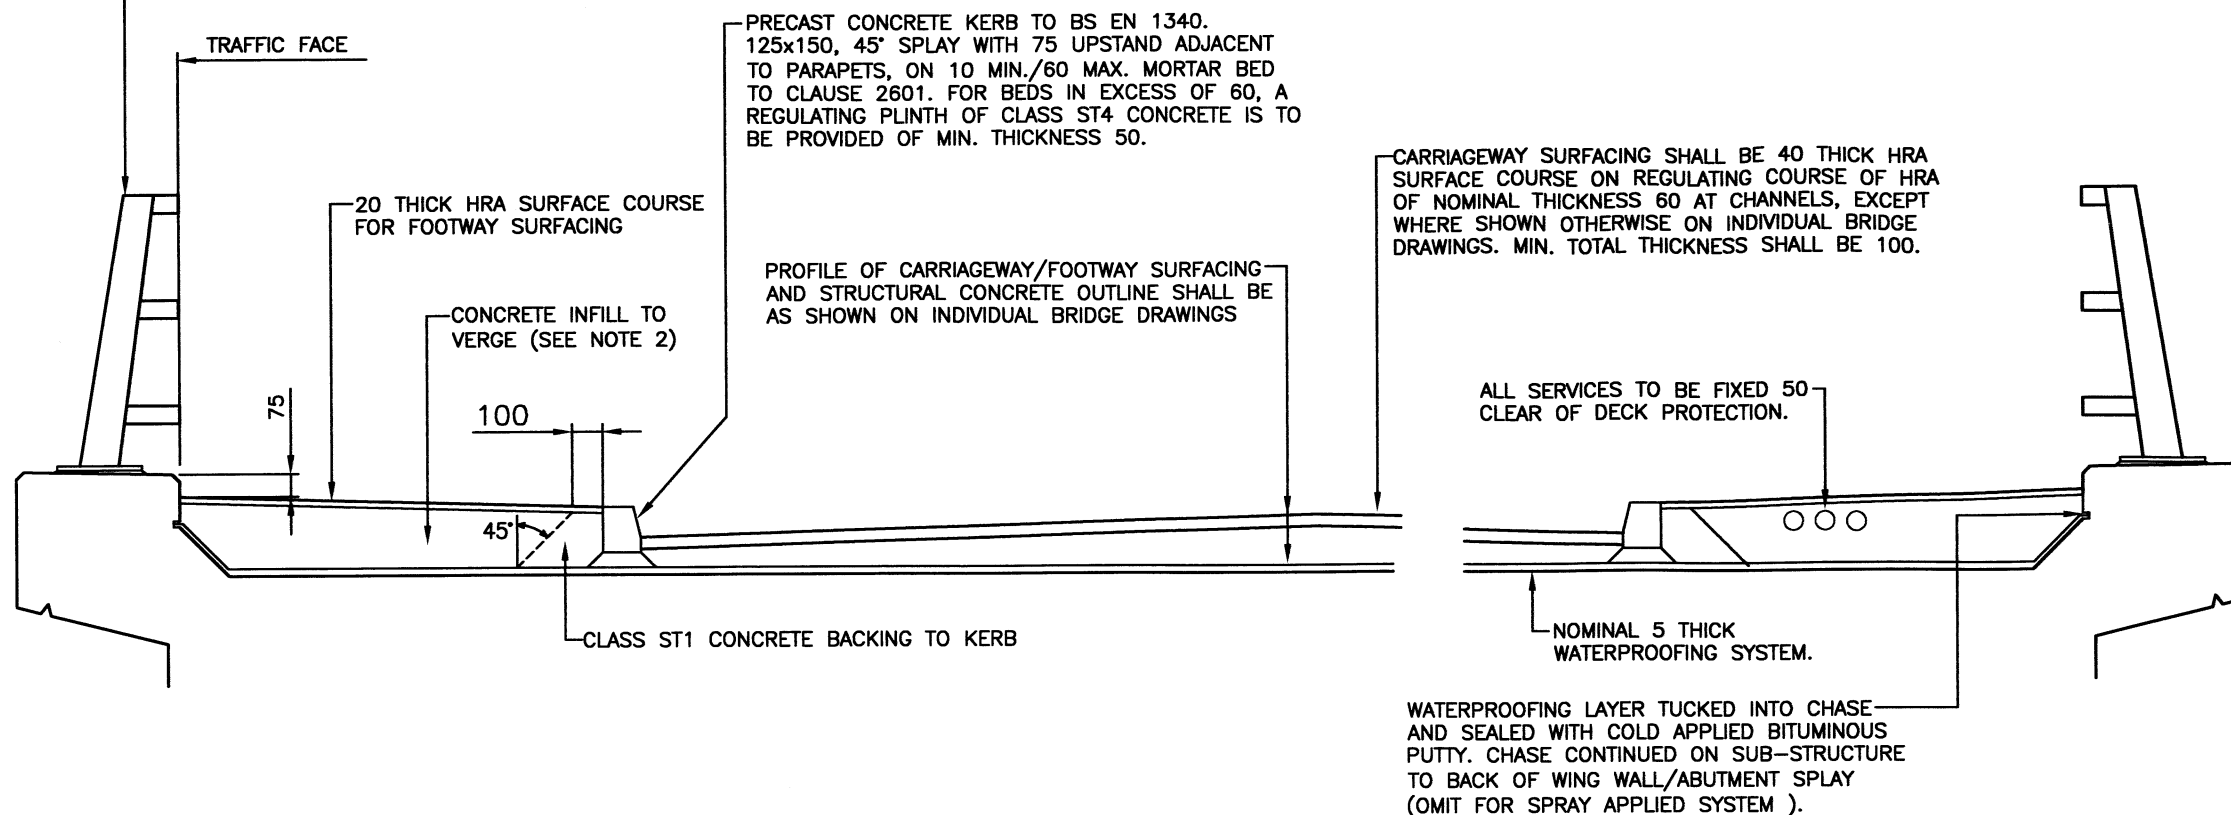 TRAFFIC FACE
PRECAST CONCRETE KERB TO BS EN 1340.
125x150, 45° SPLAY WITH 75 UPSTAND ADJACENT
TO PARAPETS, ON 10 MIN./60 MAX. MORTAR BED
TO CLAUSE 2601. FOR BEDS IN EXCESS OF 60, A
REGULATING PLINTH OF CLASS ST4 CONCRETE IS TO
BE PROVIDED OF MIN. THICKNESS 50.
CARRIAGEWAY SURFACING SHALL BE 40 THICK HRA
SURFACE COURSE ON REGULATING COURSE OF HRA
OF NOMINAL THICKNESS 60 AT CHANNELS, EXCEPT
WHERE SHOWN OTHERWISE ON INDIVIDUAL BRIDGE
DRAWINGS. MIN. TOTAL THICKNESS SHALL BE 100.
20 THICK HRA SURFACE COURSE
FOR FOOTWAY SURFACING
PROFILE OF CARRIAGEWAY/FOOTWAY SURFACING
AND STRUCTURAL CONCRETE OUTLINE SHALL BE
AS SHOWN ON INDIVIDUAL BRIDGE DRAWINGS
CONCRETE INFILL TO
VERGE (SEE NOTE 2)
ALL SERVICES TO BE FIXED 50
CLEAR OF DECK PROTECTION.
75
100
45°
CLASS ST1 CONCRETE BACKING TO KERB
NOMINAL 5 THICK
WATERPROOFING SYSTEM.
WATERPROOFING LAYER TUCKED INTO CHASE
AND SEALED WITH COLD APPLIED BITUMINOUS
PUTTY. CHASE CONTINUED ON SUB-STRUCTURE
TO BACK OF WING WALL/ABUTMENT SPLAY
(OMIT FOR SPRAY APPLIED SYSTEM ).